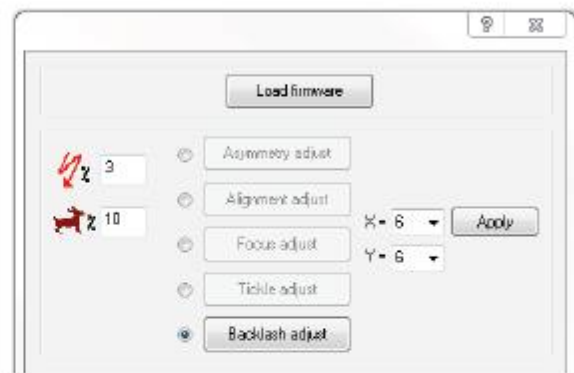 Load firmware
% 3
Asymmetry adjust
% 10
Alignment adjust
X= 6
Apply
Focus adjust
Y= 6
Tickle adjust
Backlash adjust